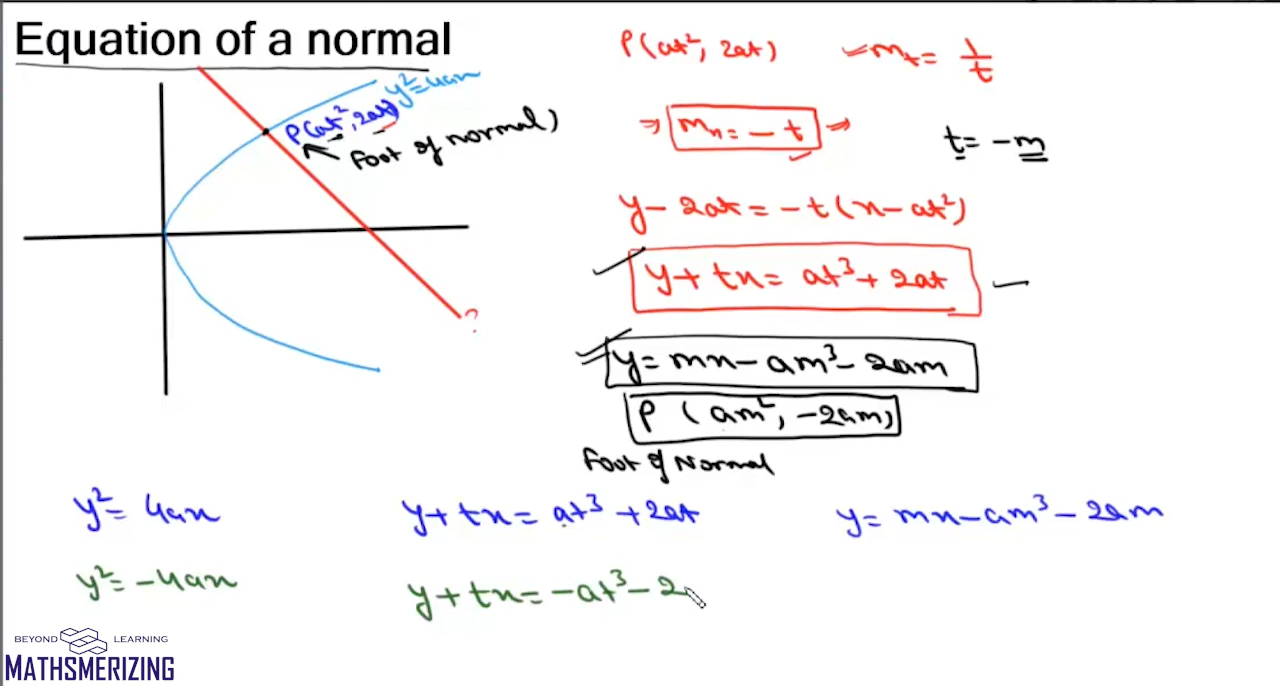 Equation of a normal
y²=4ax
P(at², 2at)
Foot of normal)
?
P(at², 2at)
m_t = 1/t
⇒ m_n = -t ⇒
t = -m
y - 2at = -t(x - at²)
y + tx = at³ + 2at
y = mx - am³ - 2am
P (am², -2am)
Foot of Normal
y² = 4ax y + tx = at³ + 2at y = mx - am³ - 2am
y² = -4ax y + tx = -at³ - 2
BEYOND LEARNING
MATHSMERIZING